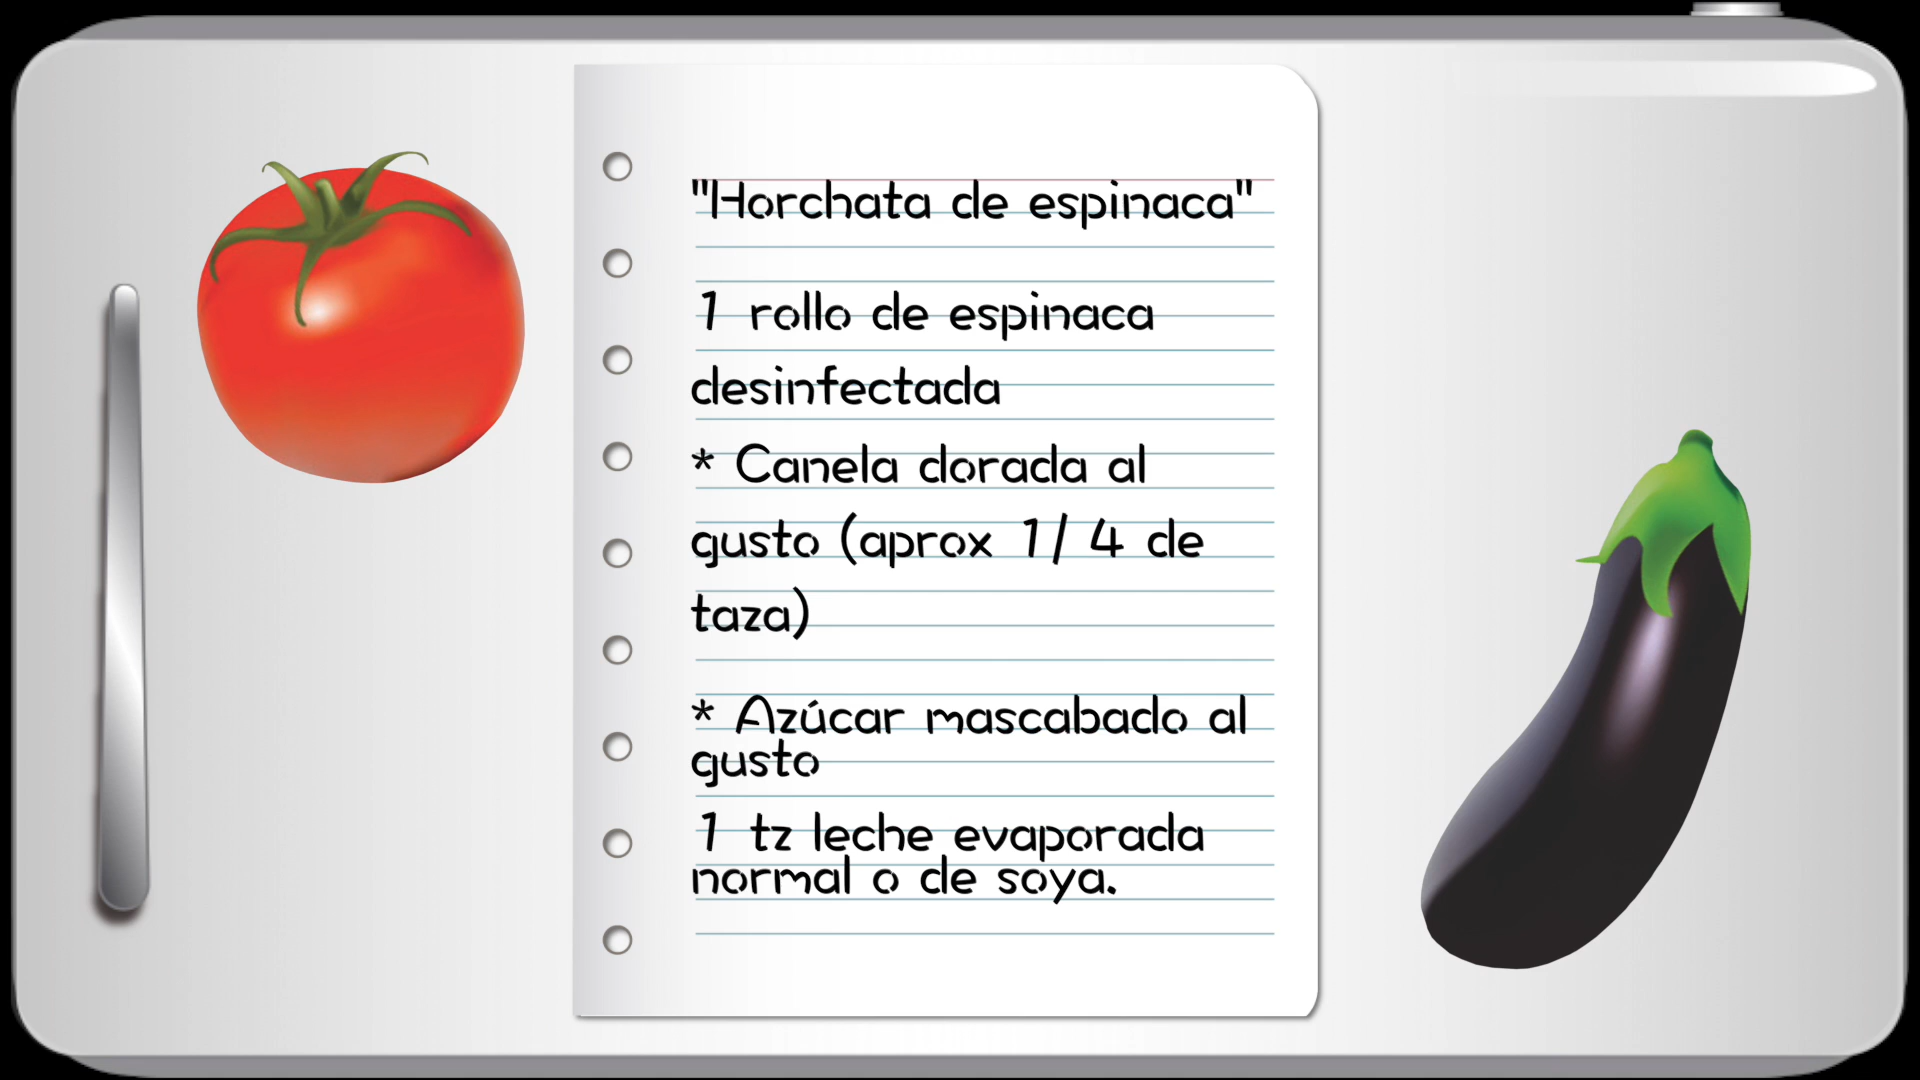 "Horchata de espinaca"
1 rollo de espinaca
desinfectada
* Canela dorada al
gusto (aprox 1/ 4 de
taza)
* Azúcar mascabado al
gusto
1 tz leche evaporada
normal o de soya.